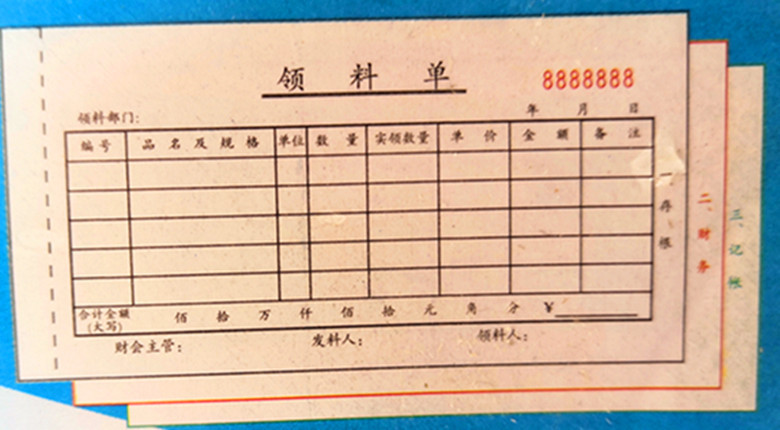 领料单
8888888
领料部门： 年 月 日
编号 品名及规格 单位 数量 实领数量 单价 金额 备注
合计金额（大写） 佰 拾 万 仟 佰 拾 元 角 分 ¥
财会主管： 发料人： 领料人：
一、存根
二、财务
三、记帐